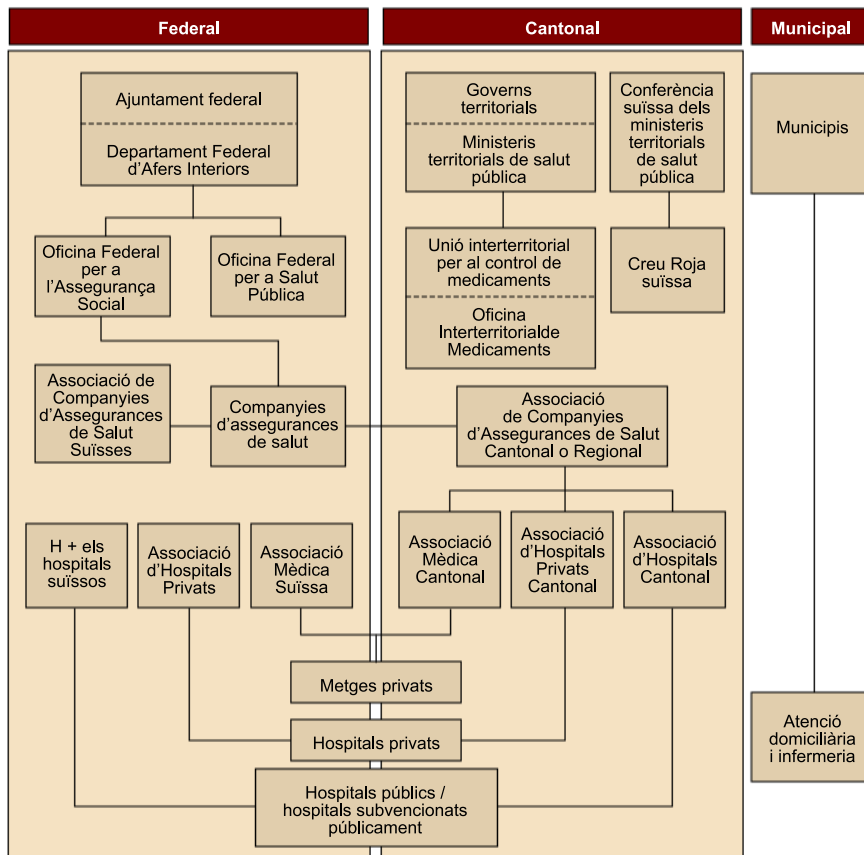 Federal
Cantonal
Municipal
Ajuntament federal
Departament Federal
d'Afers Interiors
Governs
territorials
Ministeris
territorials de salut
pública
Conferència
suïssa dels
ministeris
territorials
de salut
pública
Municipis
Oficina Federal
per a
l'Assegurança
Social
Oficina Federal
per a Salut
Pública
Unió interterritorial
per al control de
medicaments
Oficina
Interterritorialde
Medicaments
Creu Roja
suïssa
Associació de
Companyies
d'Assegurances
de Salut
Suïsses
Companyies
d'assegurances
de salut
Associació
de Companyies
d'Assegurances de Salut
Cantonal o Regional
H + els
hospitals
suïssos
Associació
d'Hospitals
Privats
Associació
Mèdica
Suïssa
Associació
Mèdica
Cantonal
Associació
d'Hospitals
Privats
Cantonal
Associació
d'Hospitals
Cantonal
Metges privats
Hospitals privats
Hospitals públics /
hospitals subvencionats
públicament
Atenció
domiciliària
i infermeria